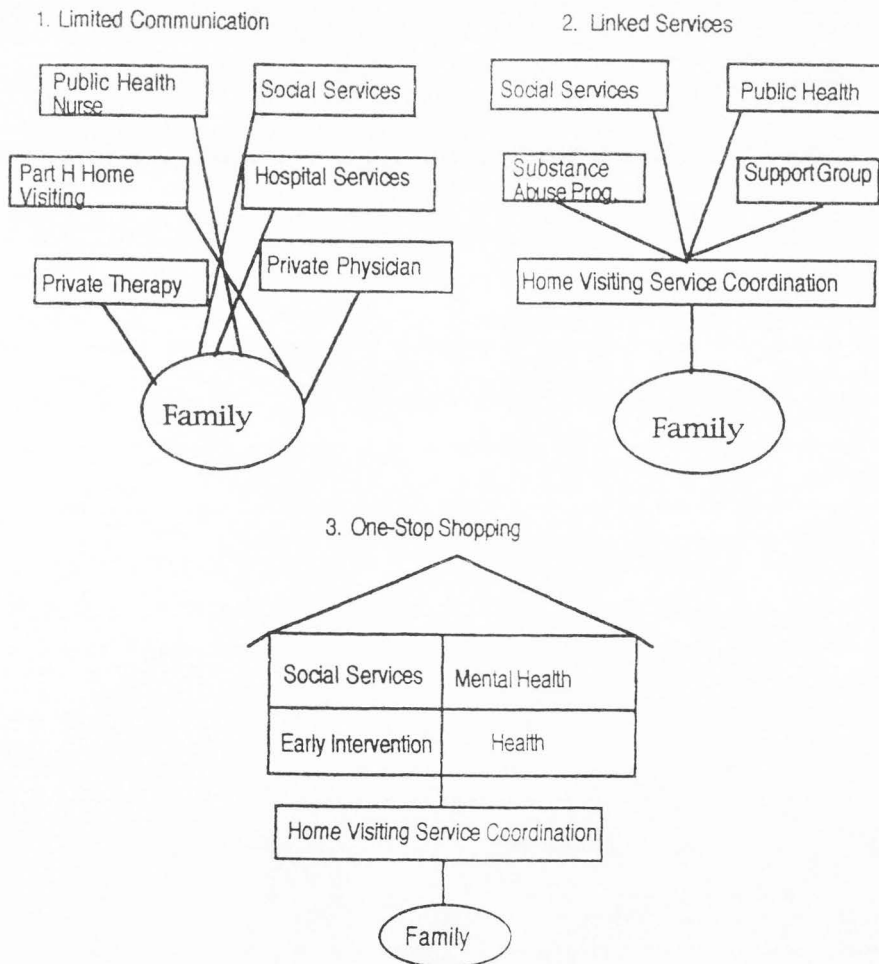 1. Limited Communication
Public Health
Nurse
Social Services
Part H Home
Visiting
Hospital Services
Private Therapy
Private Physician
Family
2. Linked Services
Social Services
Public Health
Substance
Abuse Prog.
Support Group
Home Visiting Service Coordination
Family
3. One-Stop Shopping
Social Services
Mental Health
Early Intervention
Health
Home Visiting Service Coordination
Family